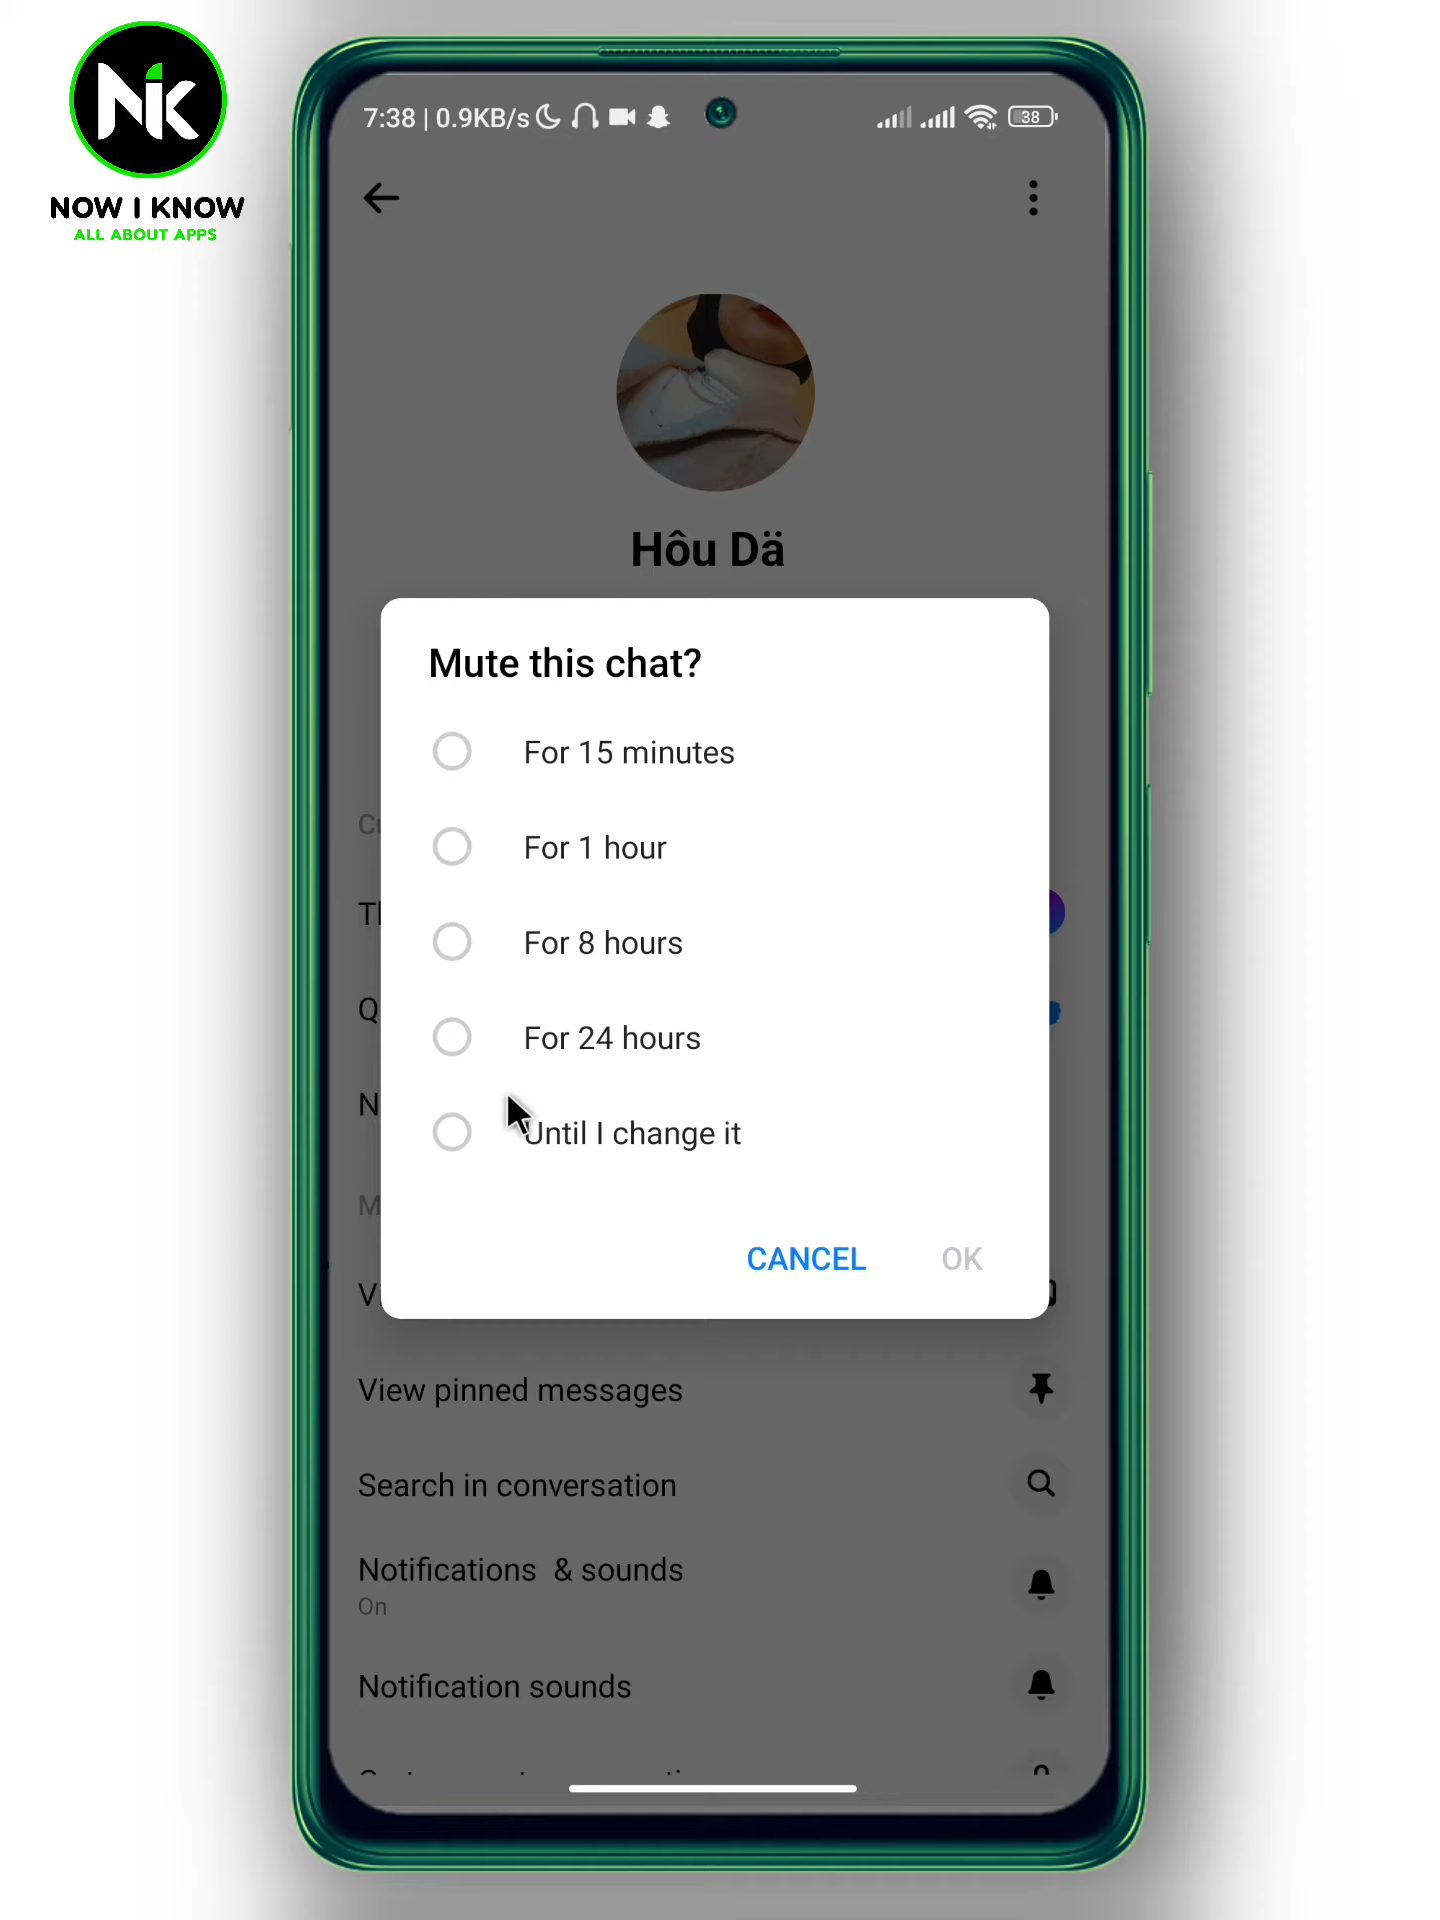 NiK
NOW I KNOW
ALL ABOUT APPS
7:38 | 0.9KB/s
38
Hôu Dä
Mute this chat?
For 15 minutes
For 1 hour
For 8 hours
For 24 hours
Until I change it
CANCEL OK
View pinned messages
Search in conversation
Notifications & sounds
On
Notification sounds